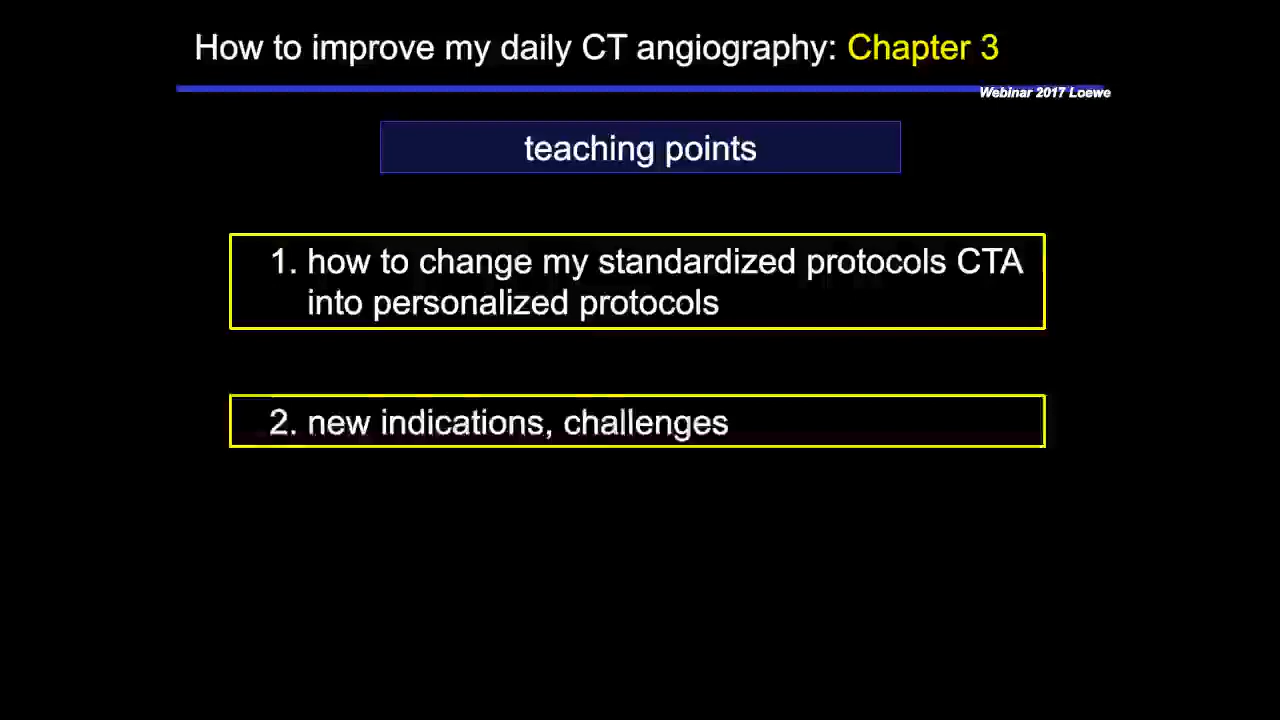 How to improve my daily CT angiography: Chapter 3
Webinar 2017 Loewe
teaching points
1. how to change my standardized protocols CTA
into personalized protocols
2. new indications, challenges